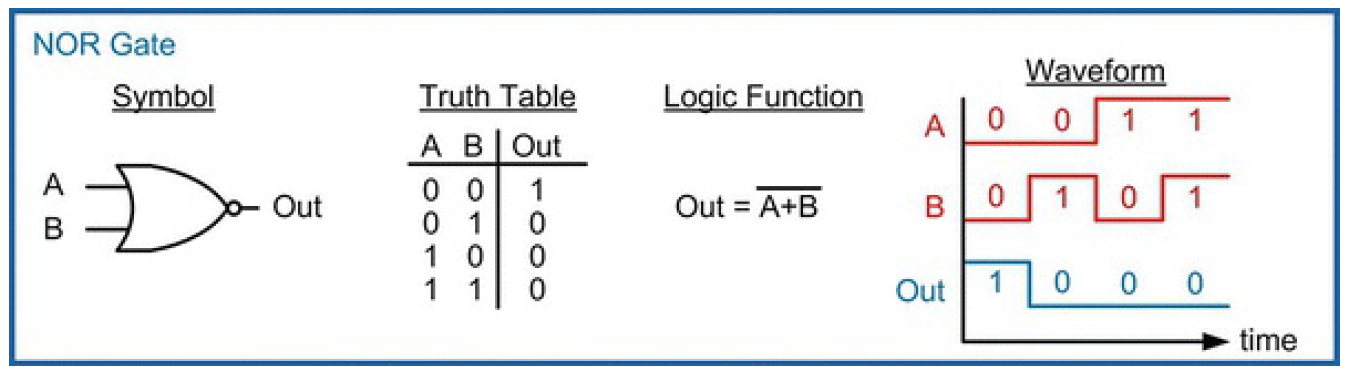 NOR Gate
Symbol
A
B
Out
Truth Table
A B Out
0 0 1
0 1 0
1 0 0
1 1 0
Logic Function
Out = \overline{A+B}
Waveform
A 0 0 1 1
B 0 1 0 1
Out 1 0 0 0
time